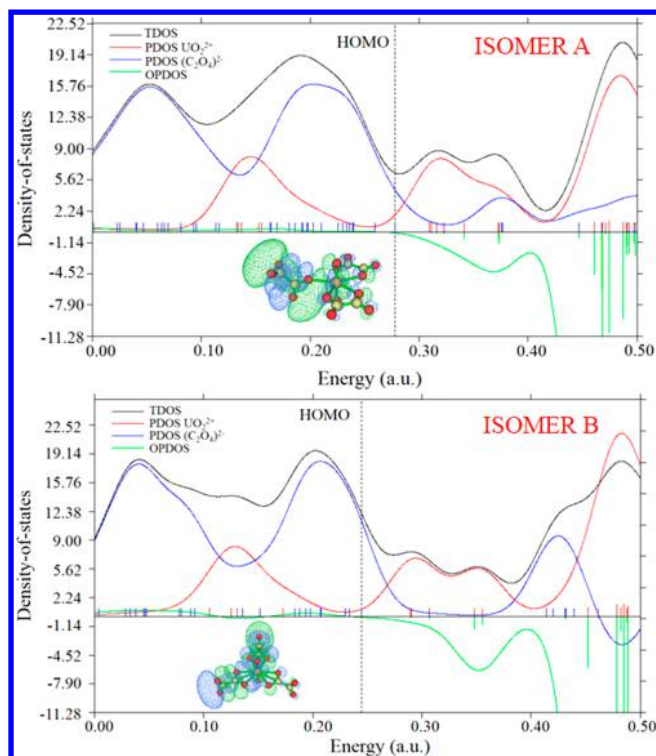 22.52
19.14
15.76
12.38
9.00
5.62
2.24
-1.14
-4.52
-7.90
-11.28
Density-of-states
TDOS
PDOS UO₂²⁺
PDOS (C₂O₄)²⁻
OPDOS
HOMO
ISOMER A
0.00 0.10 0.20 0.30 0.40 0.50
Energy (a.u.)
22.52
19.14
15.76
12.38
9.00
5.62
2.24
-1.14
-4.52
-7.90
-11.28
Density-of-states
TDOS
PDOS UO₂²⁺
PDOS (C₂O₄)²⁻
OPDOS
HOMO
ISOMER B
0.00 0.10 0.20 0.30 0.40 0.50
Energy (a.u.)